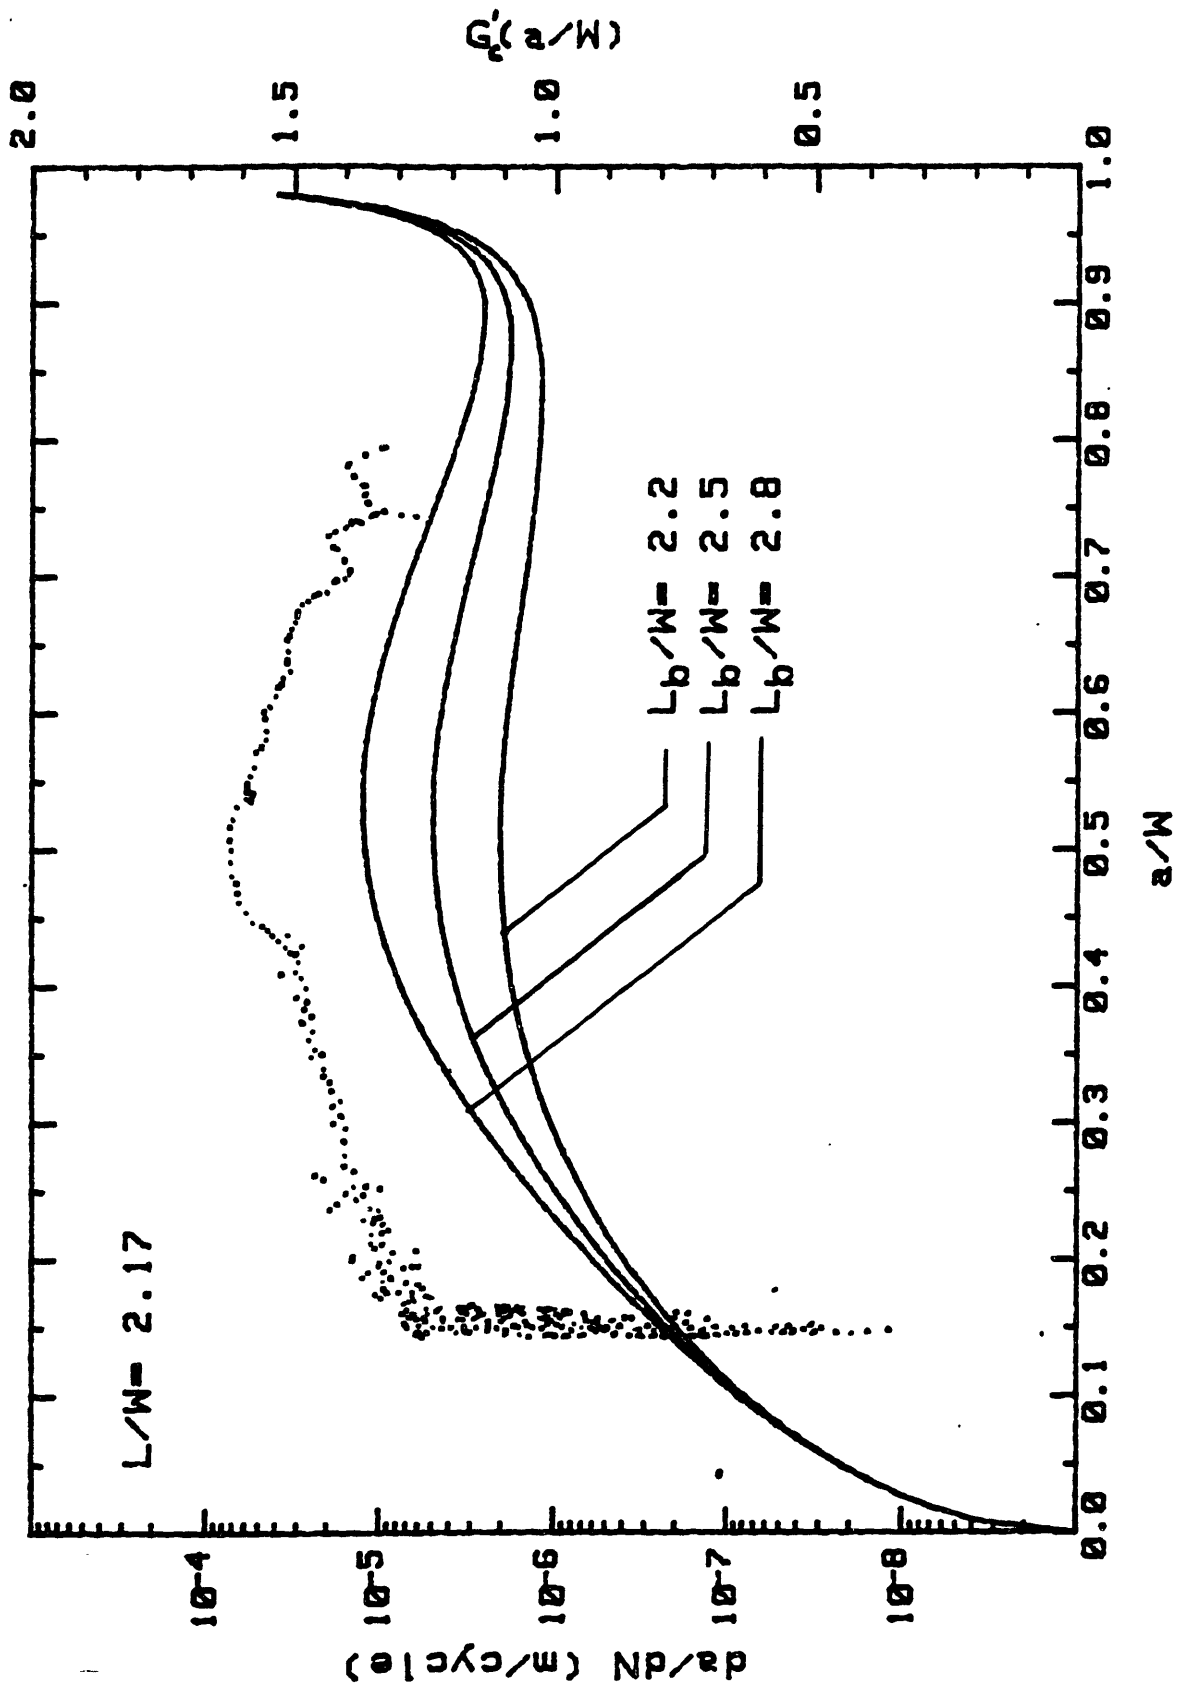 L/W= 2.17
da/dN (m/cycle)
10-4
10-5
10-6
10-7
10-8
G'c(a/W)
2.0
1.5
1.0
0.5
Lb/W= 2.2
Lb/W= 2.5
Lb/W= 2.8
0.0 0.1 0.2 0.3 0.4 0.5 0.6 0.7 0.8 0.9 1.0
a/W